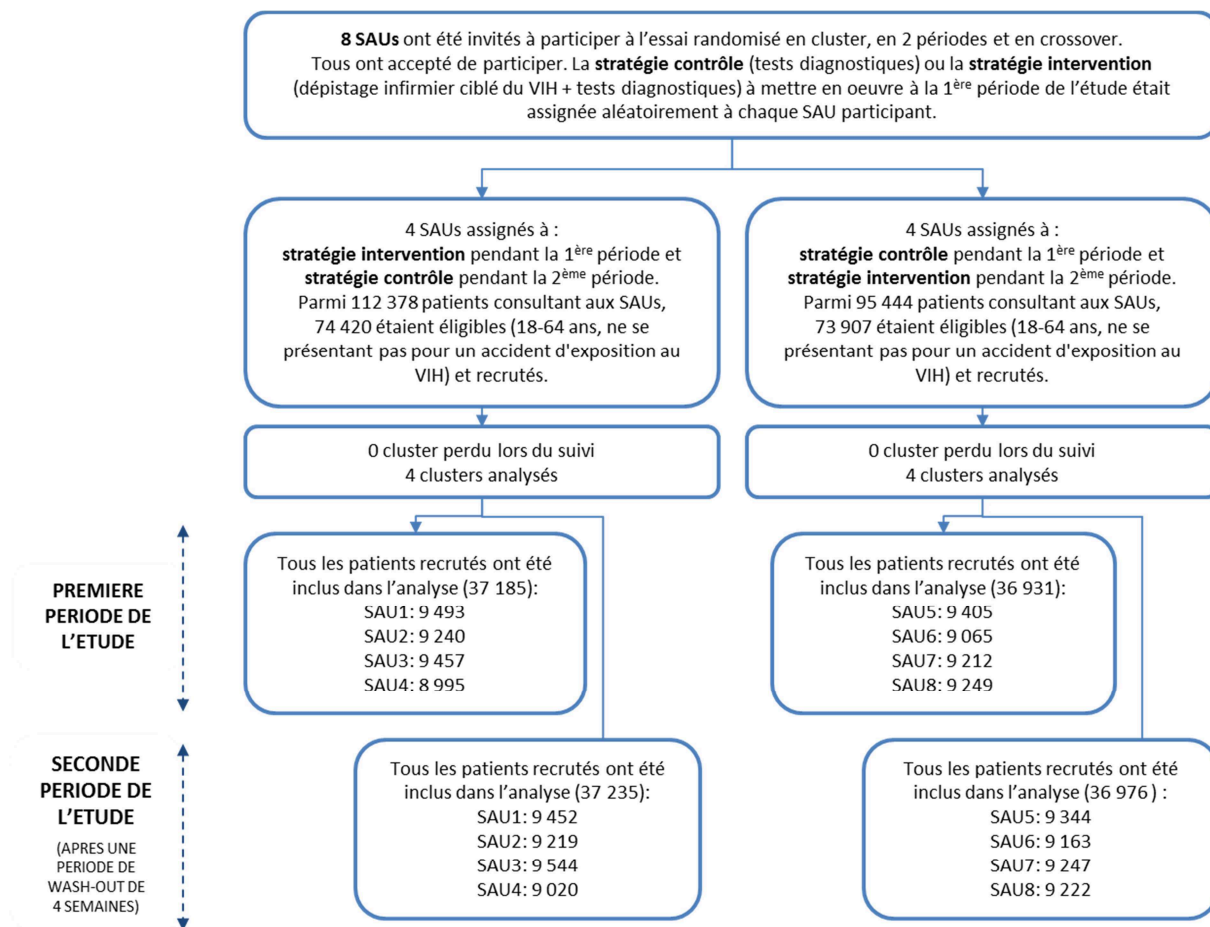 8 SAUs ont été invités à participer à l’essai randomisé en cluster, en 2 périodes et en crossover.
Tous ont accepté de participer. La stratégie contrôle (tests diagnostiques) ou la stratégie intervention
(dépistage infirmier ciblé du VIH + tests diagnostiques) à mettre en oeuvre à la 1ère période de l’étude était
assignée aléatoirement à chaque SAU participant.
4 SAUs assignés à :
stratégie intervention pendant la 1ère période et
stratégie contrôle pendant la 2ème période.
Parmi 112 378 patients consultant aux SAUs,
74 420 étaient éligibles (18-64 ans, ne se
présentant pas pour un accident d'exposition au
VIH) et recrutés.
4 SAUs assignés à :
stratégie contrôle pendant la 1ère période et
stratégie intervention pendant la 2ème période.
Parmi 95 444 patients consultant aux SAUs,
73 907 étaient éligibles (18-64 ans, ne se
présentant pas pour un accident d'exposition au
VIH) et recrutés.
0 cluster perdu lors du suivi
4 clusters analysés
0 cluster perdu lors du suivi
4 clusters analysés
PREMIERE
PERIODE DE
L’ETUDE
Tous les patients recrutés ont été
inclus dans l’analyse (37 185):
SAU1: 9 493
SAU2: 9 240
SAU3: 9 457
SAU4: 8 995
Tous les patients recrutés ont été
inclus dans l’analyse (36 931):
SAU5: 9 405
SAU6: 9 065
SAU7: 9 212
SAU8: 9 249
SECONDE
PERIODE DE
L’ETUDE
(APRES UNE
PERIODE DE
WASH-OUT DE
4 SEMAINES)
Tous les patients recrutés ont été
inclus dans l’analyse (37 235):
SAU1: 9 452
SAU2: 9 219
SAU3: 9 544
SAU4: 9 020
Tous les patients recrutés ont été
inclus dans l’analyse (36 976 ) :
SAU5: 9 344
SAU6: 9 163
SAU7: 9 247
SAU8: 9 222